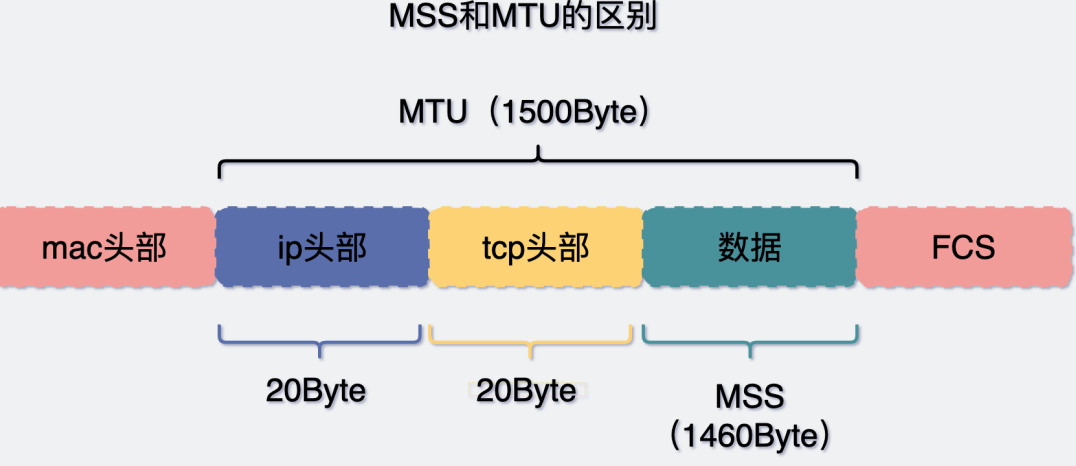 MSS和MTU的区别
MTU（1500Byte）
mac头部
ip头部
tcp头部
数据
FCS
20Byte
20Byte
MSS
（1460Byte）